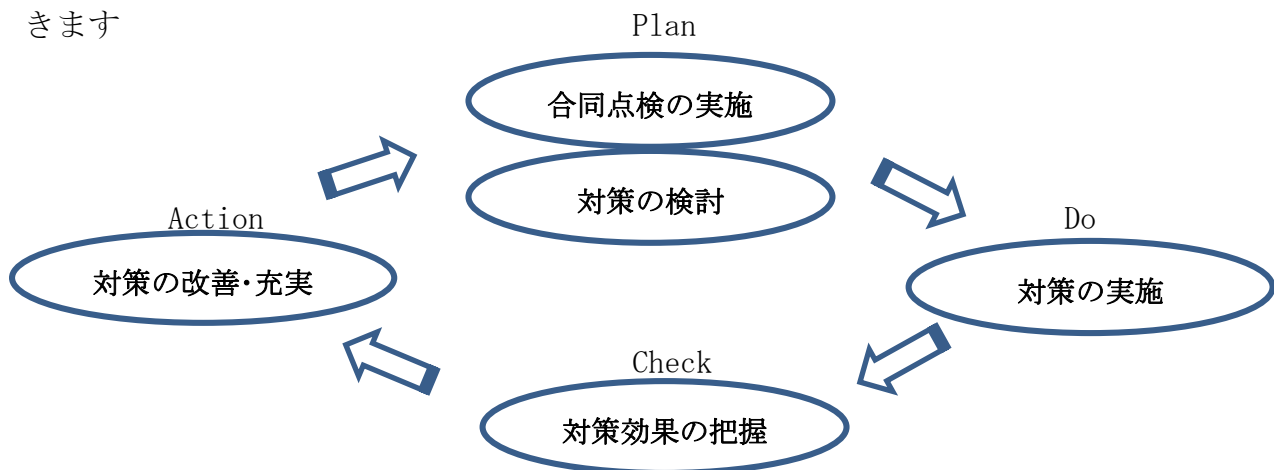 きます
Plan
合同点検の実施
対策の検討
Action
対策の改善・充実
Do
対策の実施
Check
対策効果の把握